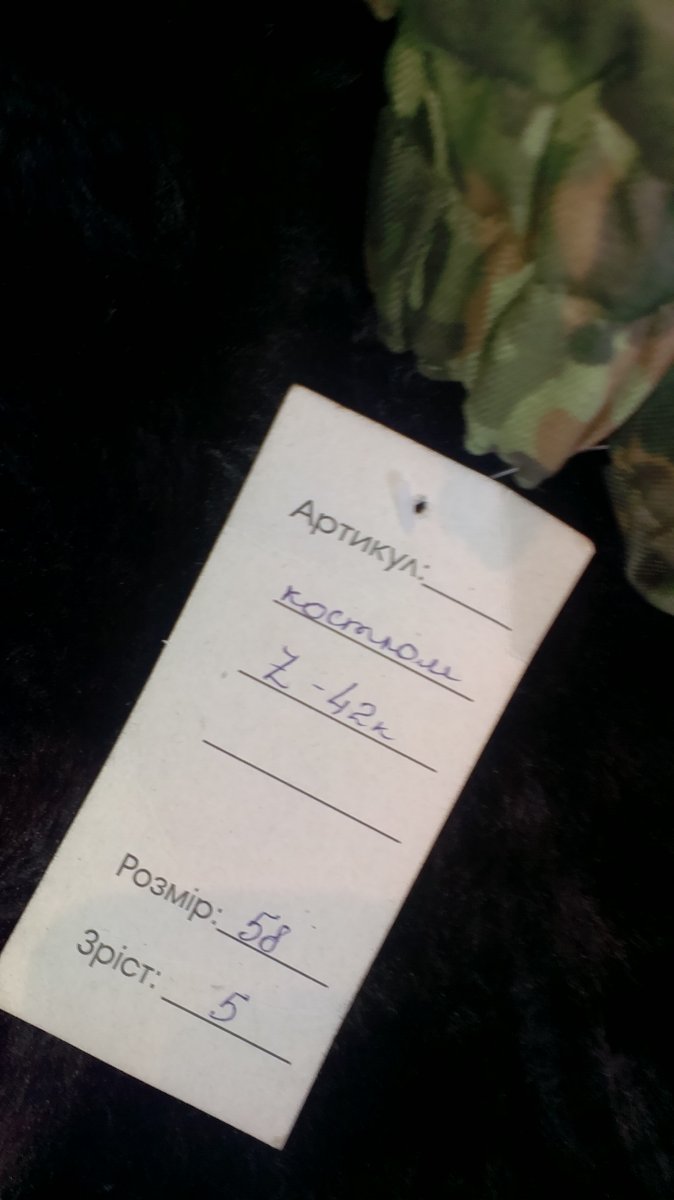 Артикул:
костюм
Z-42к
Розмір: 58
Зріст: 5